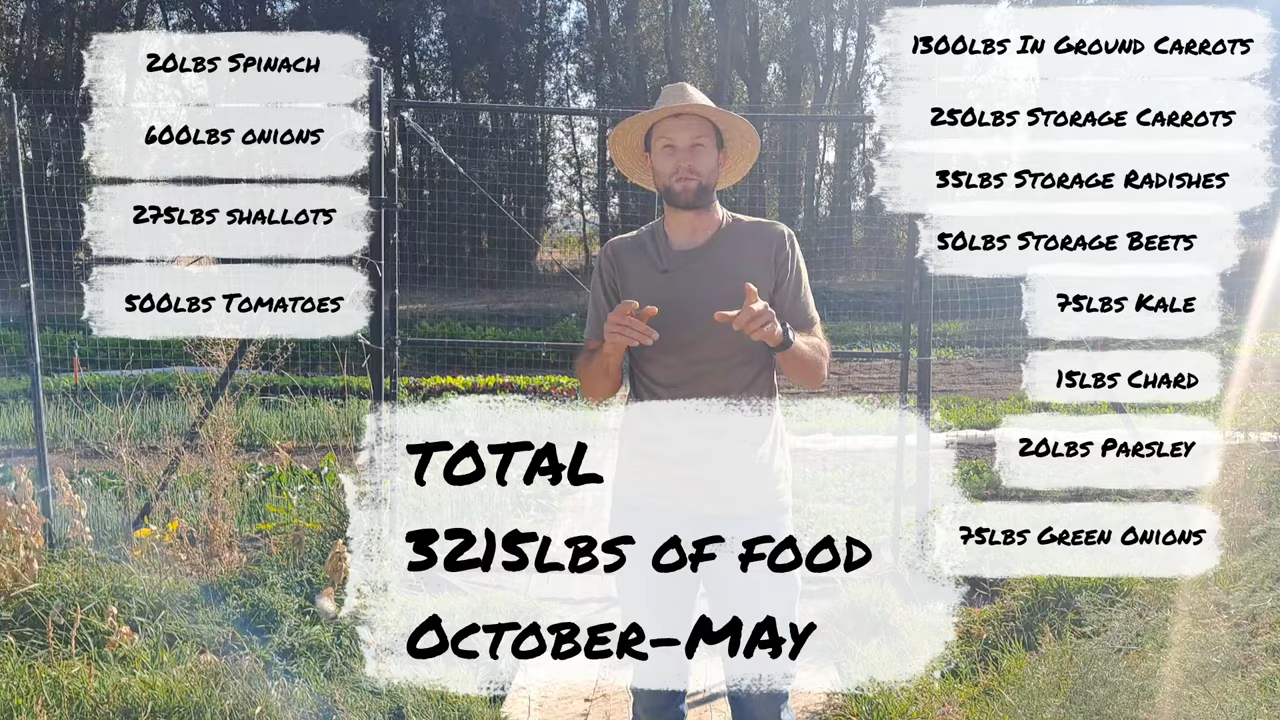 20lbs Spinach
600lbs onions
275lbs shallots
500lbs Tomatoes
1300lbs In Ground Carrots
250lbs Storage Carrots
35lbs Storage Radishes
50lbs Storage Beets
75lbs Kale
15lbs Chard
20lbs Parsley
75lbs Green Onions
TOTAL
3215lbs of food
October-May